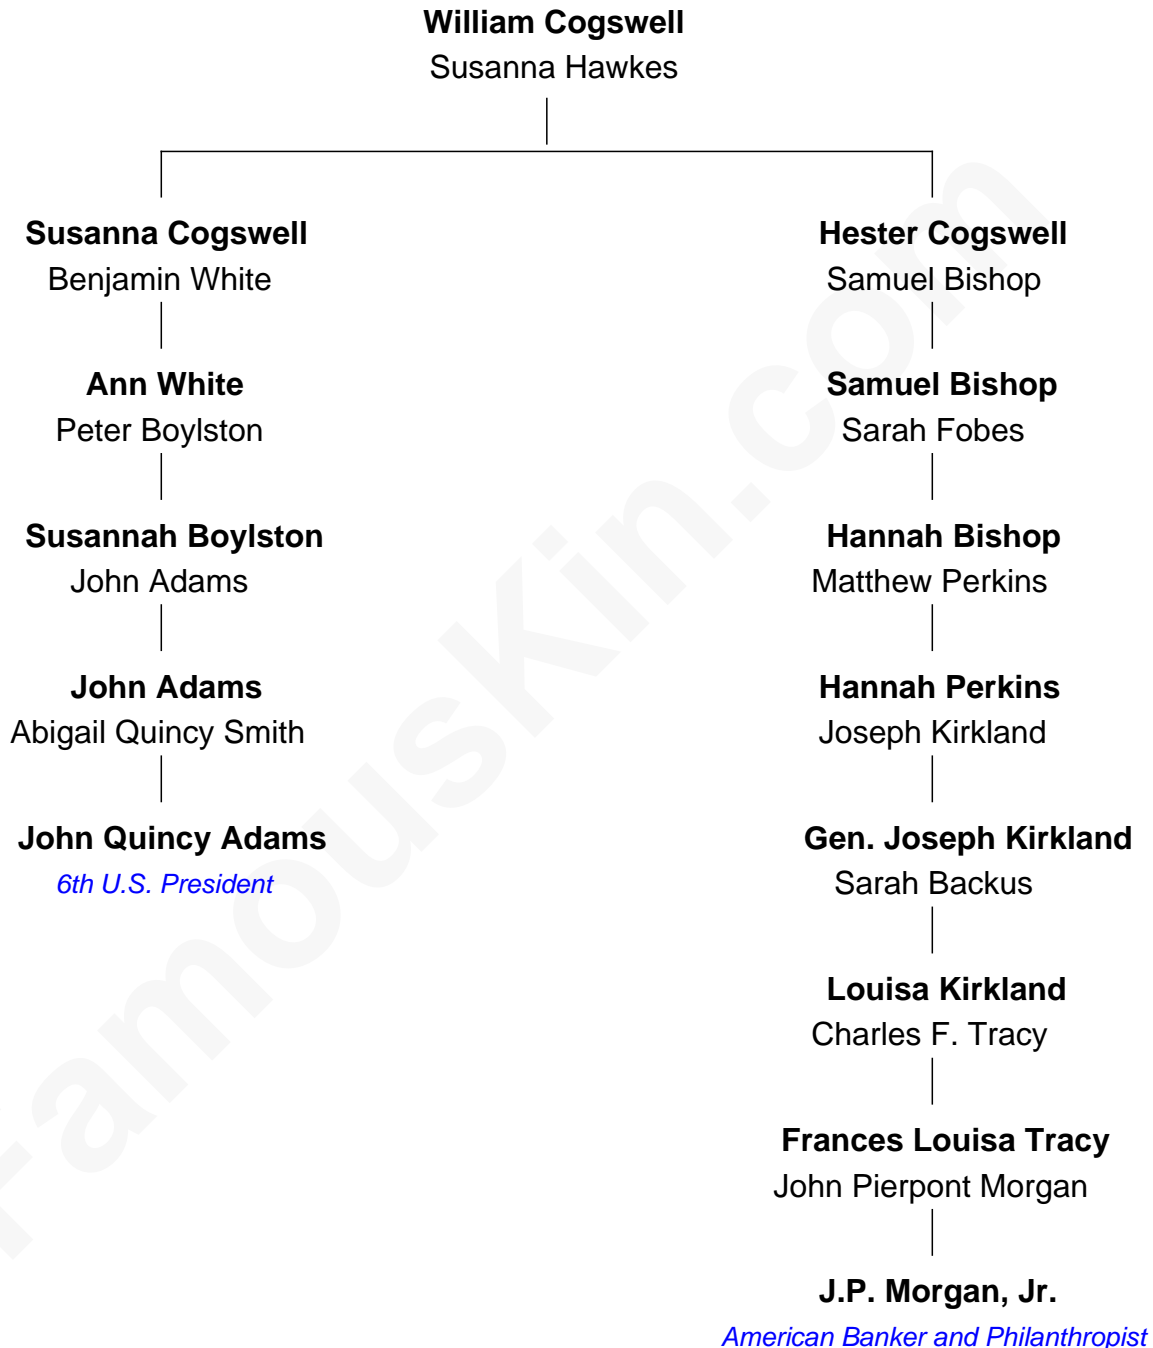 William Cogswell
Susanna Hawkes
Susanna Cogswell
Benjamin White
Ann White
Peter Boylston
Susannah Boylston
John Adams
John Adams
Abigail Quincy Smith
John Quincy Adams
6th U.S. President
Hester Cogswell
Samuel Bishop
Samuel Bishop
Sarah Fobes
Hannah Bishop
Matthew Perkins
Hannah Perkins
Joseph Kirkland
Gen. Joseph Kirkland
Sarah Backus
Louisa Kirkland
Charles F. Tracy
Frances Louisa Tracy
John Pierpont Morgan
J.P. Morgan, Jr.
American Banker and Philanthropist
FamousKin.com